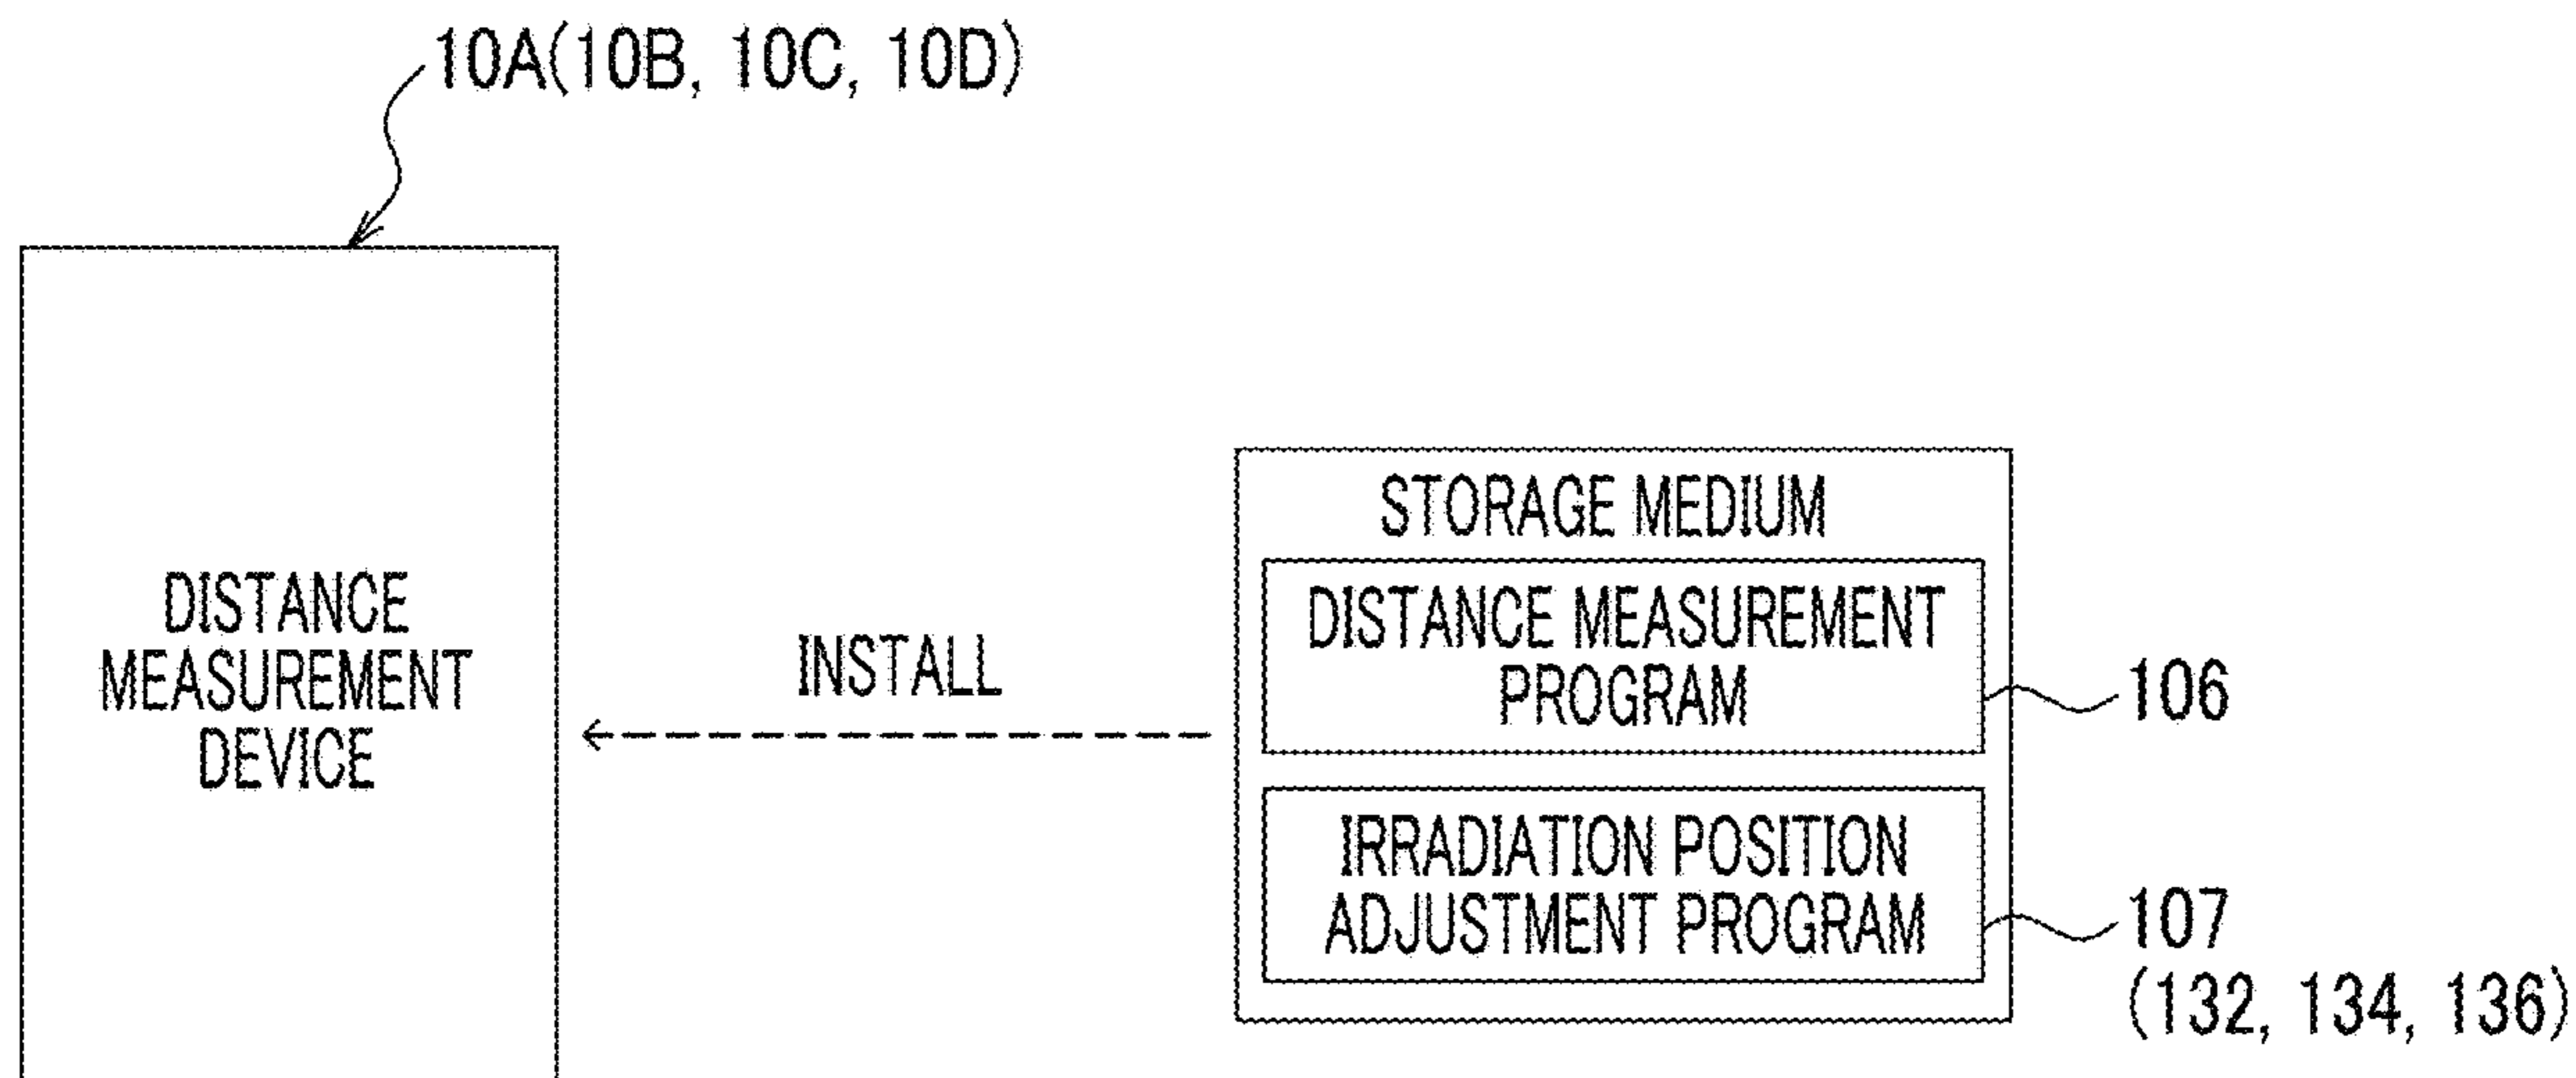 10A(10B, 10C, 10D)
DISTANCE
MEASUREMENT
DEVICE
INSTALL
STORAGE MEDIUM
DISTANCE MEASUREMENT
PROGRAM
106
IRRADIATION POSITION
ADJUSTMENT PROGRAM
107
(132, 134, 136)